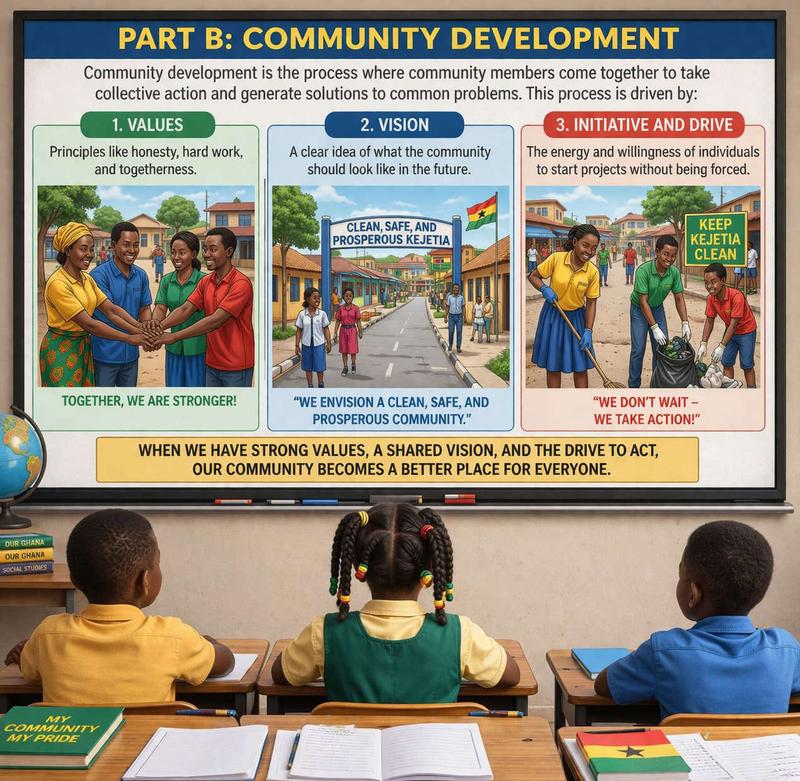 PART B: COMMUNITY DEVELOPMENT
Community development is the process where community members come together to take
collective action and generate solutions to common problems. This process is driven by:
1. VALUES
Principles like honesty, hard work,
and togetherness.
TOGETHER, WE ARE STRONGER!
2. VISION
A clear idea of what the community
should look like in the future.
CLEAN, SAFE, AND
PROSPEROUS KEJETIA
“WE ENVISION A CLEAN, SAFE, AND
PROSPEROUS COMMUNITY.”
3. INITIATIVE AND DRIVE
The energy and willingness of individuals
to start projects without being forced.
KEEP
KEJETIA
CLEAN
“WE DON’T WAIT –
WE TAKE ACTION!”
WHEN WE HAVE STRONG VALUES, A SHARED VISION, AND THE DRIVE TO ACT,
OUR COMMUNITY BECOMES A BETTER PLACE FOR EVERYONE.
OUR GHANA
OUR GHANA
SOCIAL STUDIES
MY
COMMUNITY
MY PRIDE